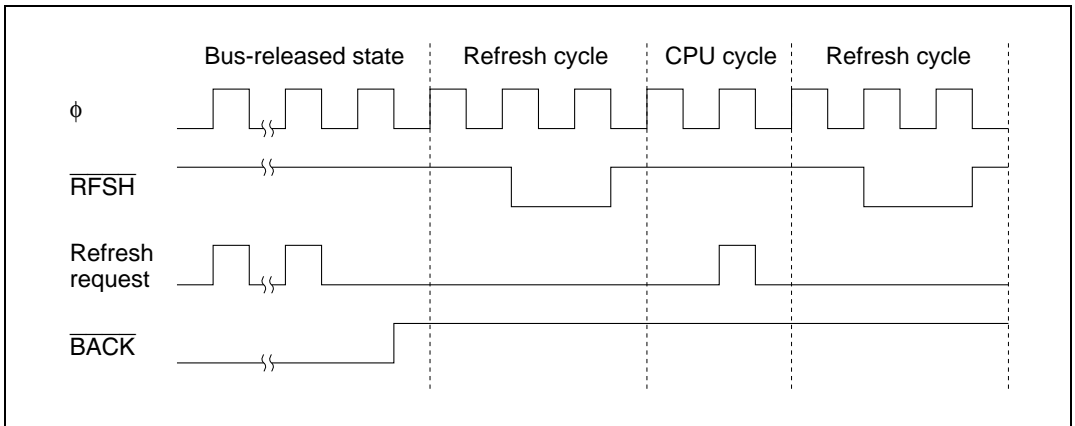 Bus-released state Refresh cycle CPU cycle Refresh cycle
ϕ
RFSH
Refresh
request
BACK